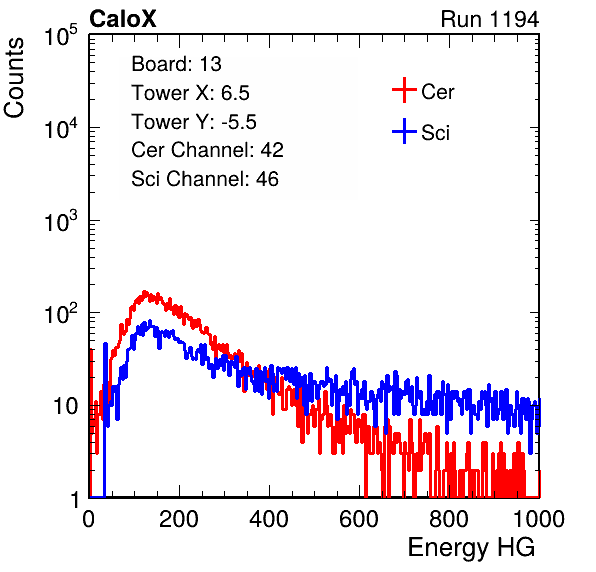 CaloX Run 1194
Counts
Board: 13
Tower X: 6.5
Tower Y: -5.5
Cer Channel: 42
Sci Channel: 46
Cer
Sci
10^5
10^4
10^3
10^2
10
1
0 200 400 600 800 1000
Energy HG